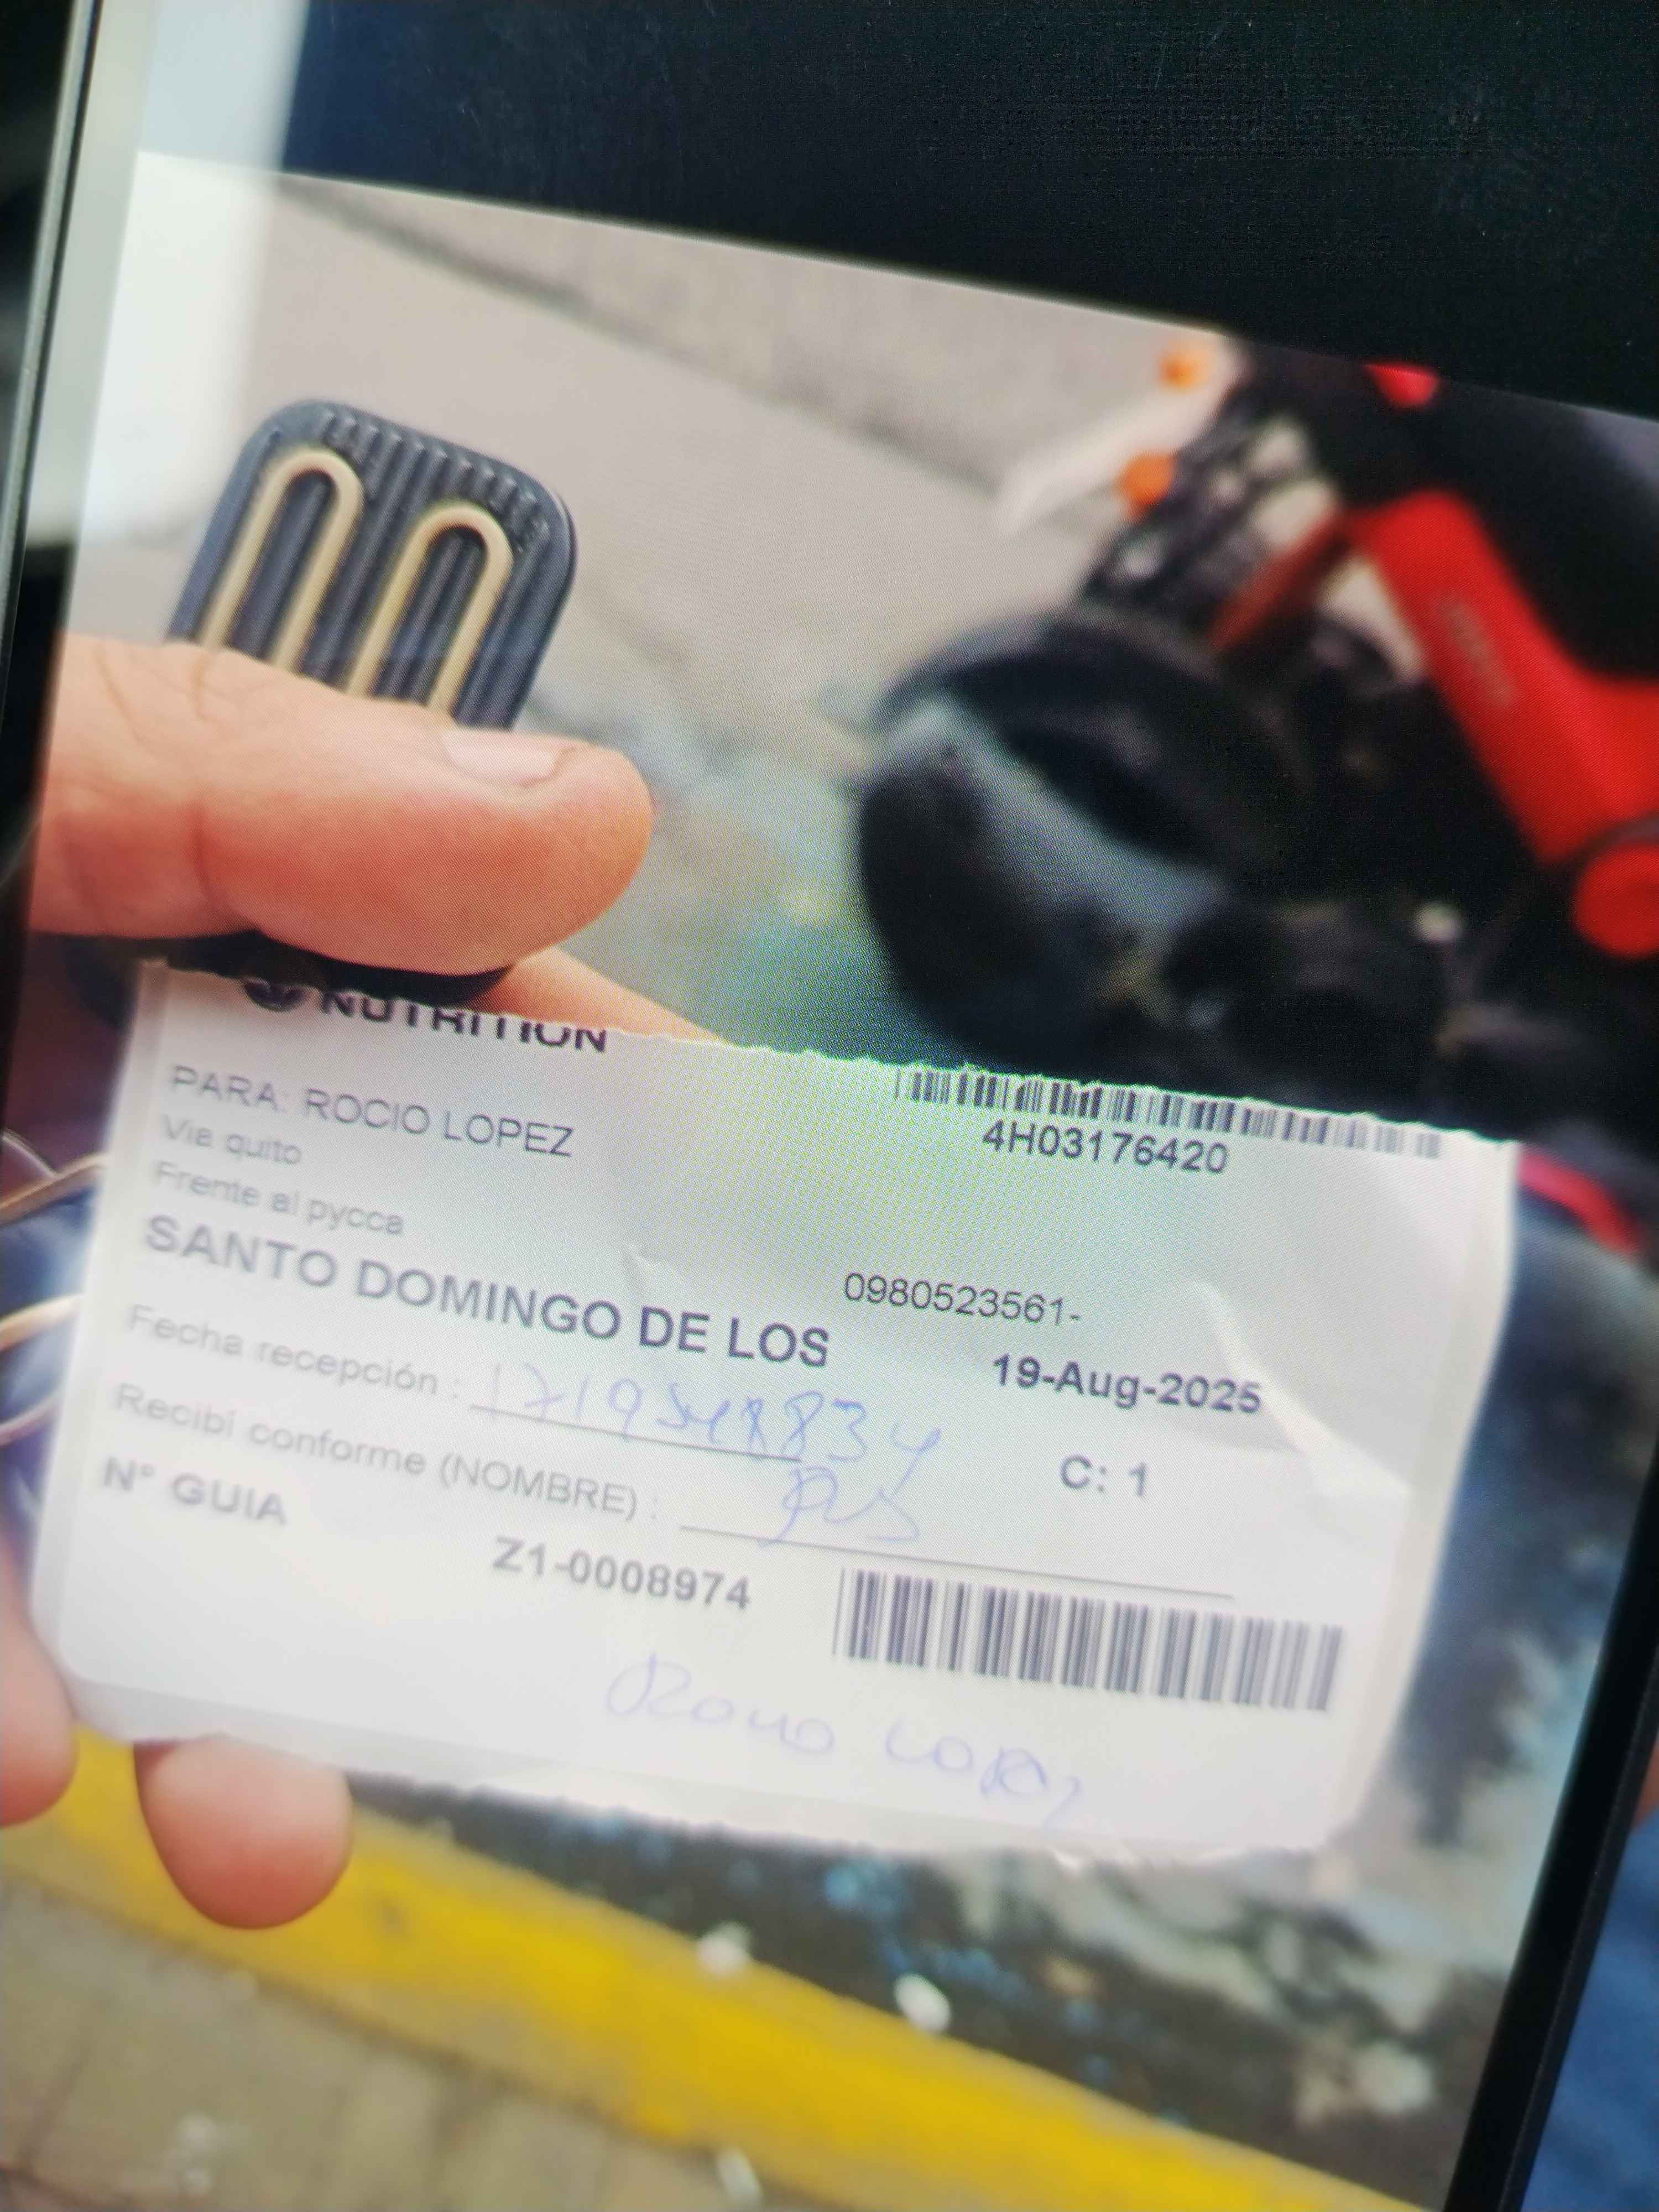 NUTRITION
4H03176420
PARA: ROCIO LOPEZ
Via quito
Frente al pycca
0980523561-
SANTO DOMINGO DE LOS
19-Aug-2025
Fecha recepción :
C: 1
Recibí conforme (NOMBRE) :
N° GUIA
Z1-0008974